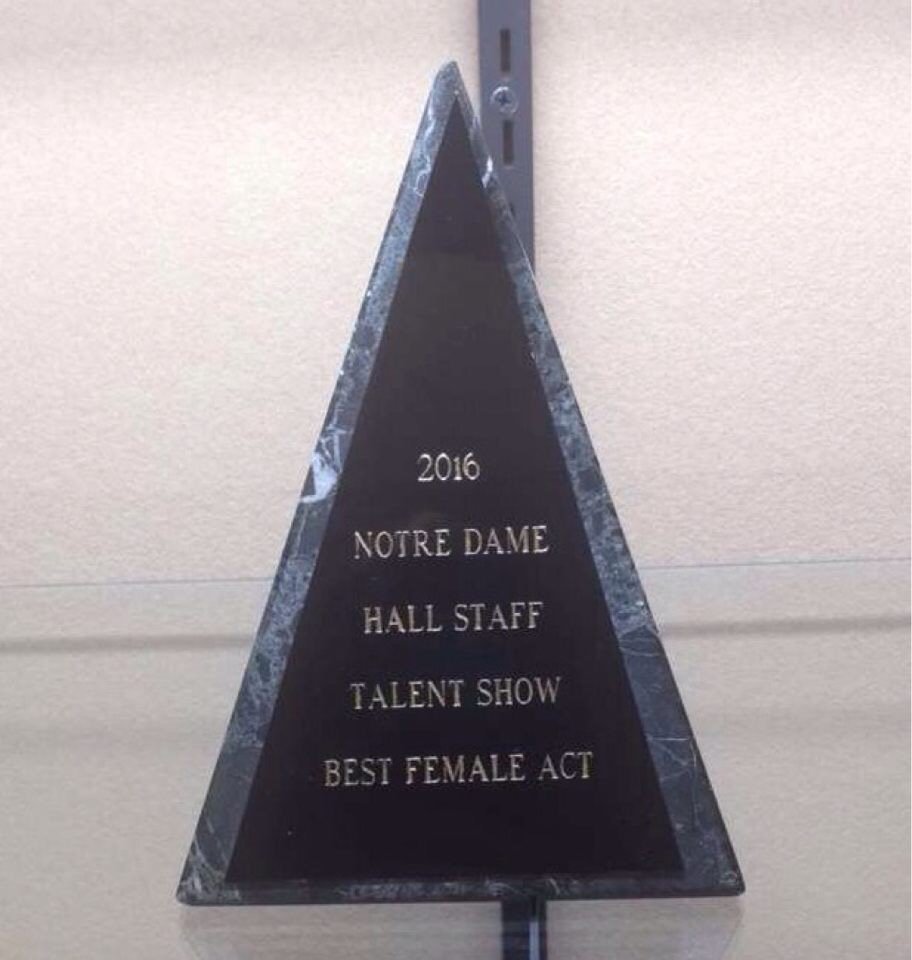 2016
NOTRE DAME
HALL STAFF
TALENT SHOW
BEST FEMALE ACT